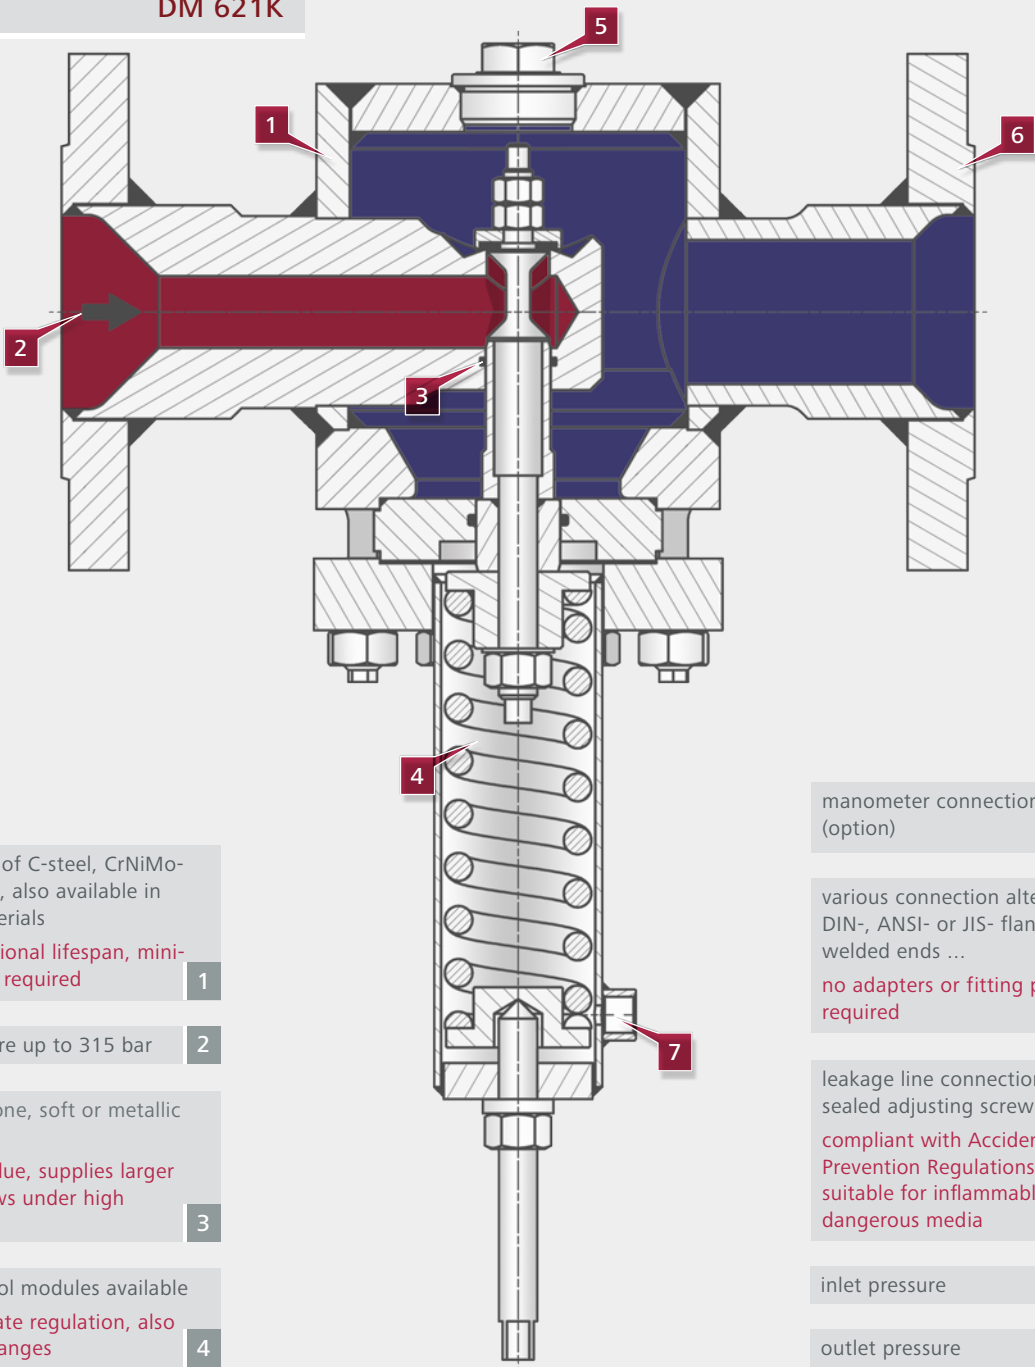 DM 621K
5
1
6
2
3
4
7
of C-steel, CrNiMo-
, also available in
erials
ional lifespan, mini-
required
1
re up to 315 bar
2
one, soft or metallic
lue, supplies larger
ws under high
3
ol modules available
ate regulation, also
anges
4
manometer connection
(option)
various connection alte
DIN-, ANSI- or JIS- flan
welded ends ...
no adapters or fitting p
required
leakage line connection
sealed adjusting screw
compliant with Acciden
Prevention Regulations
suitable for inflammabl
dangerous media
inlet pressure
outlet pressure